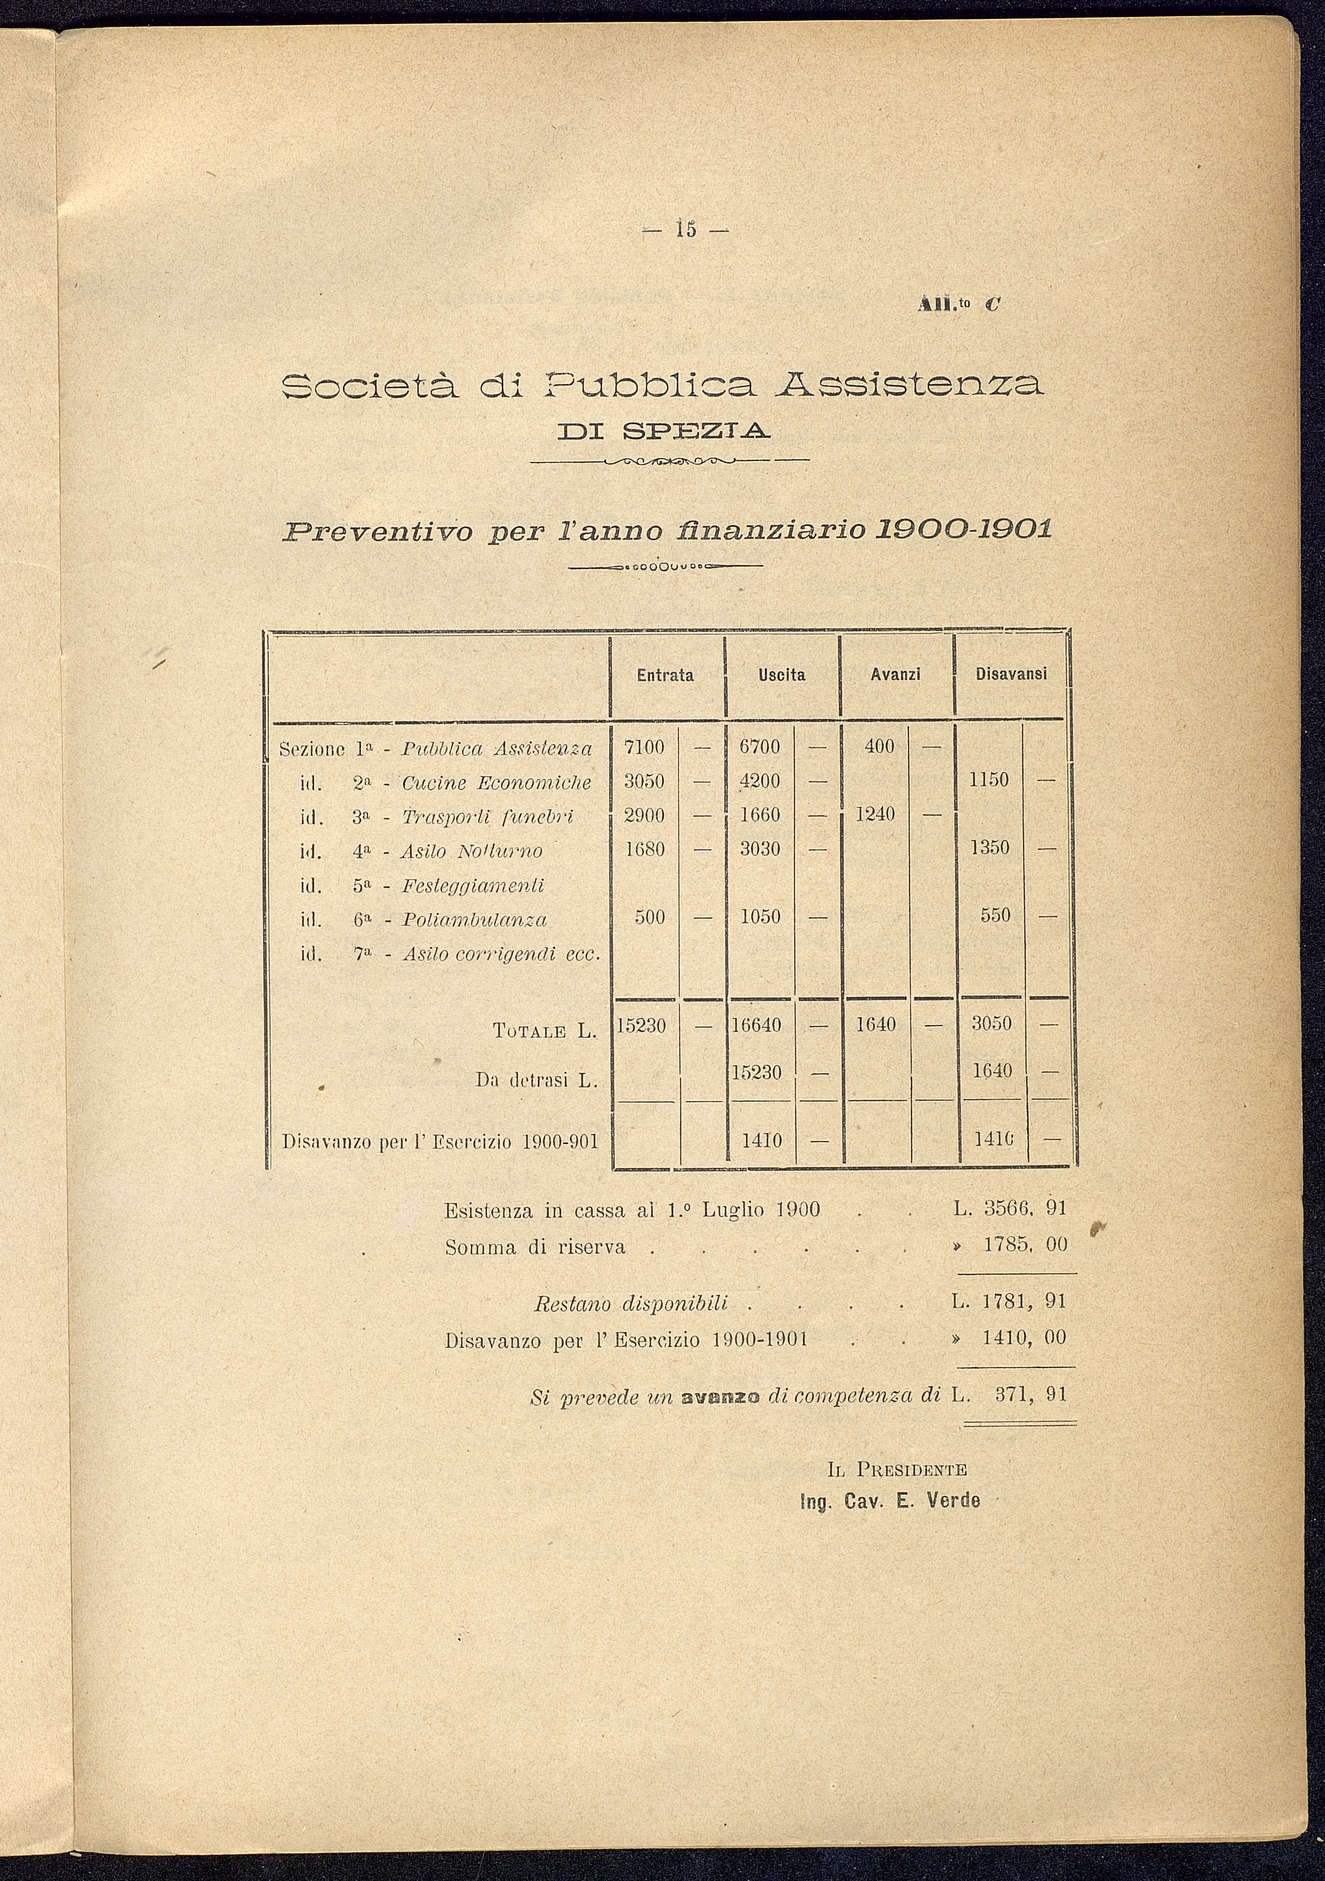 — 15 —
All.to C
Società di Pubblica Assistenza
DI SPEZIA
Preventivo per l'anno finanziario 1900-1901
Entrata Uscita Avanzi Disavansi
Sezione 1a - Pubblica Assistenza 7100 — 6700 — 400 —
id. 2a - Cucine Economiche 3050 — 4200 — 1150 —
id. 3a - Trasporti funebri 2900 — 1660 — 1240 —
id. 4a - Asilo Notturno 1680 — 3030 — 1350 —
id. 5a - Festeggiamenti
id. 6a - Poliambulanza 500 — 1050 — 550 —
id. 7a - Asilo corrigendi ecc.
TOTALE L. 15230 — 16640 — 1640 — 3050 —
Da detrasi L. 15230 — 1640 —
Disavanzo per l' Esercizio 1900-901 1410 — 1410 —
Esistenza in cassa al 1.º Luglio 1900 . . L. 3566, 91
Somma di riserva . . . . . . » 1785, 00
Restano disponibili . . . . L. 1781, 91
Disavanzo per l' Esercizio 1900-1901 . . » 1410, 00
Si prevede un avanzo di competenza di L. 371, 91
IL PRESIDENTE
Ing. Cav. E. Verde